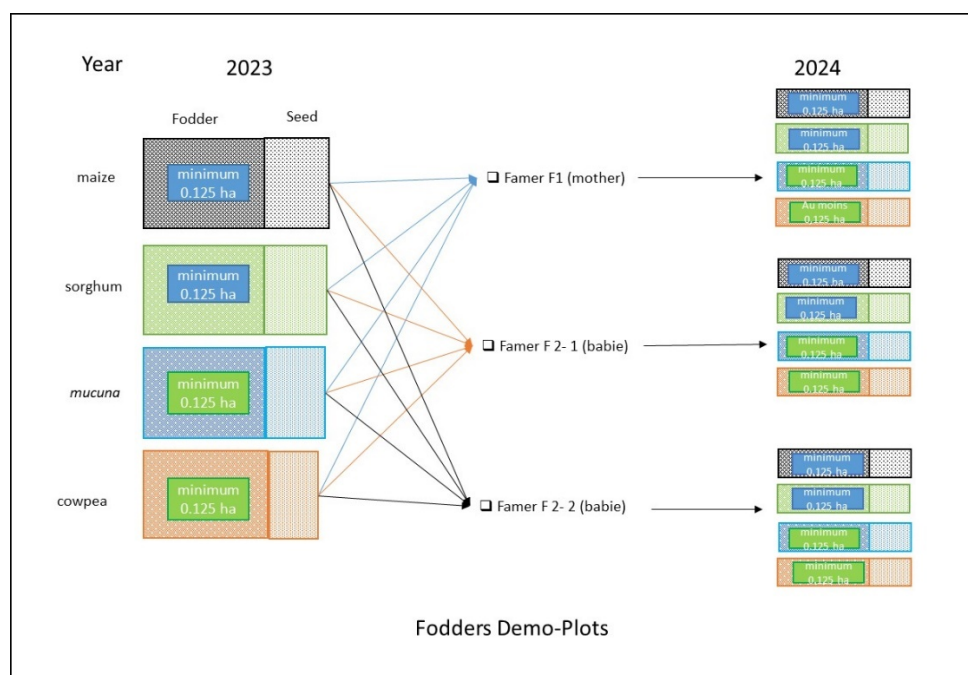 Year
2023
2024
Fodder
Seed
maize
minimum
0.125 ha
sorghum
minimum
0.125 ha
mucuna
minimum
0.125 ha
cowpea
minimum
0.125 ha
❑ Famer F1 (mother)
❑ Famer F 2- 1 (babie)
❑ Famer F 2- 2 (babie)
minimum
0.125 ha
minimum
0.125 ha
minimum
0.125 ha
Au moins
0.125 ha
minimum
0.125 ha
minimum
0.125 ha
minimum
0.125 ha
minimum
0.125 ha
minimum
0.125 ha
minimum
0.125 ha
minimum
0.125 ha
minimum
0.125 ha
Fodders Demo-Plots